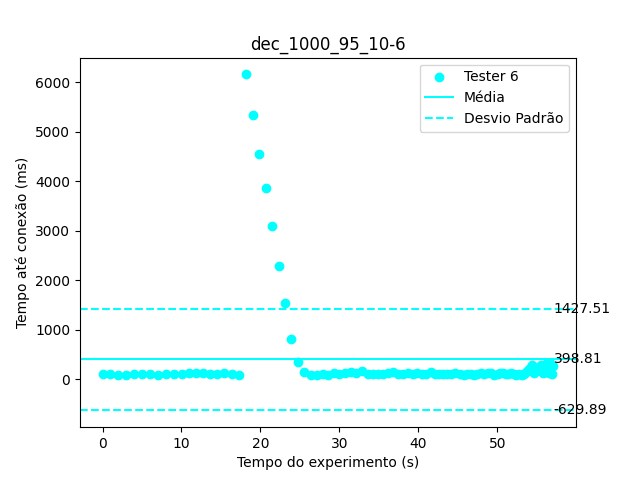 dec_1000_95_10-6
Tester 6
Média
Desvio Padrão
Tempo até conexão (ms)
6000
5000
4000
3000
2000
1000
0
1427.51
398.81
-629.89
0 10 20 30 40 50
Tempo do experimento (s)